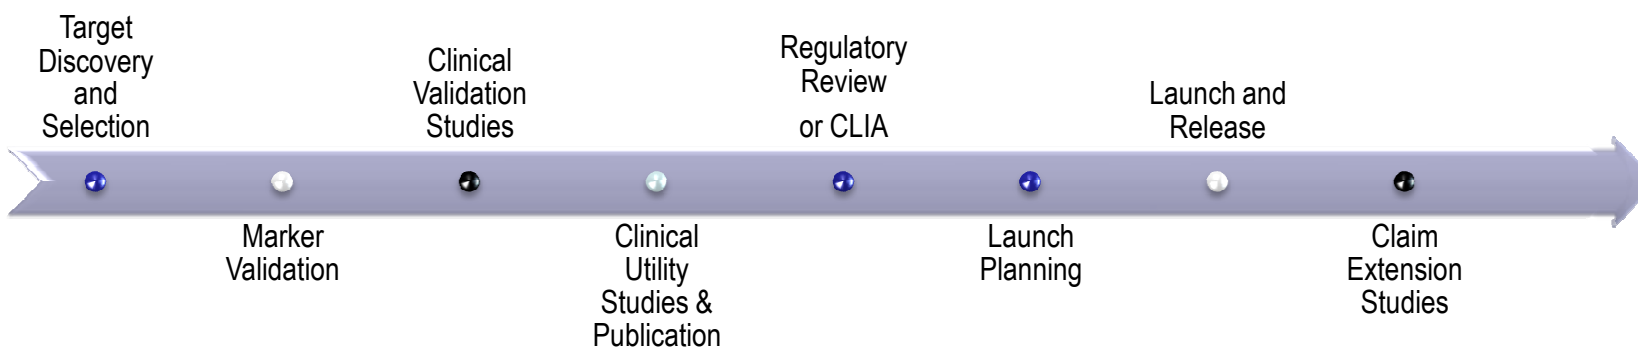 Target
Discovery
and
Selection
Marker
Validation
Clinical
Validation
Studies
Clinical
Utility
Studies &
Publication
Regulatory
Review
or CLIA
Launch
Planning
Launch and
Release
Claim
Extension
Studies